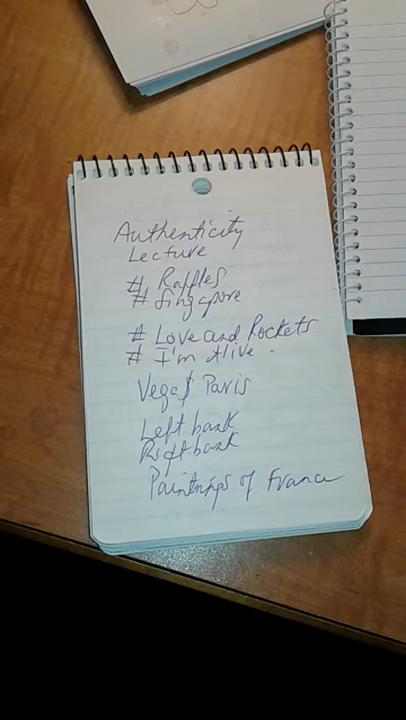 Authenticity
Lecture
# Raffles
# Singapore
# Love and Rockets
# I'm Alive -
Vegas Paris
Left bank
Right bank
Paintings of France